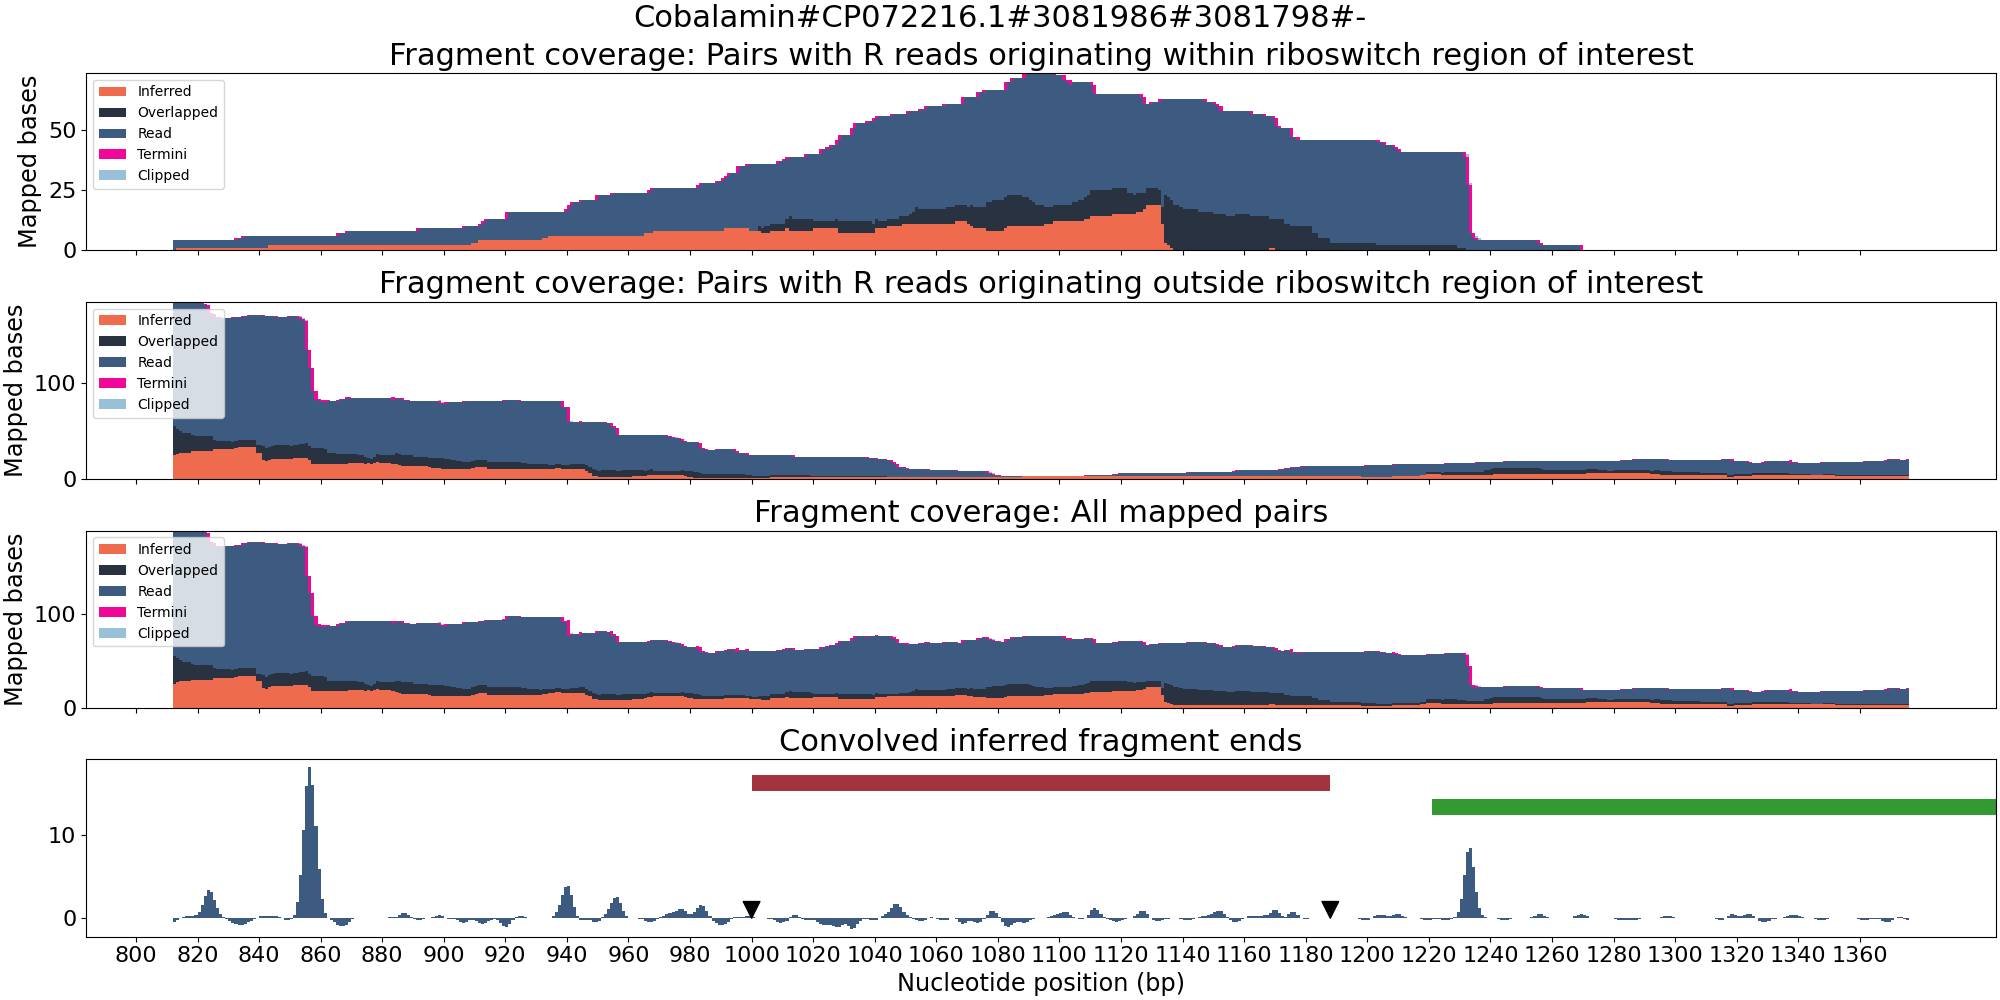 Cobalamin#CP072216.1#3081986#3081798#-
Fragment coverage: Pairs with R reads originating within riboswitch region of interest
Mapped bases
50
25
0
Inferred
Overlapped
Read
Termini
Clipped
Fragment coverage: Pairs with R reads originating outside riboswitch region of interest
Mapped bases
100
0
Inferred
Overlapped
Read
Termini
Clipped
Fragment coverage: All mapped pairs
Mapped bases
100
0
Inferred
Overlapped
Read
Termini
Clipped
Convolved inferred fragment ends
10
0
800 820 840 860 880 900 920 940 960 980 1000 1020 1040 1060 1080 1100 1120 1140 1160 1180 1200 1220 1240 1260 1280 1300 1320 1340 1360
Nucleotide position (bp)